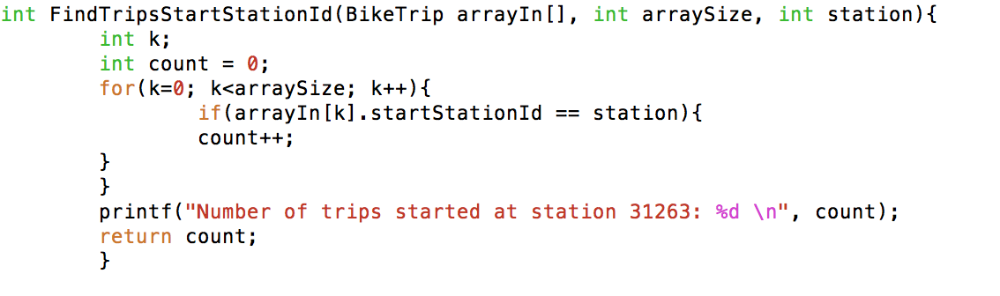 int FindTripsStartStationId(BikeTrip arrayIn[], int arraySize, int station){
        int k;
        int count = 0;
        for(k=0; k<arraySize; k++){
                if(arrayIn[k].startStationId == station){
                count++;
        }
        }
        printf("Number of trips started at station 31263: %d \n", count);
        return count;
        }